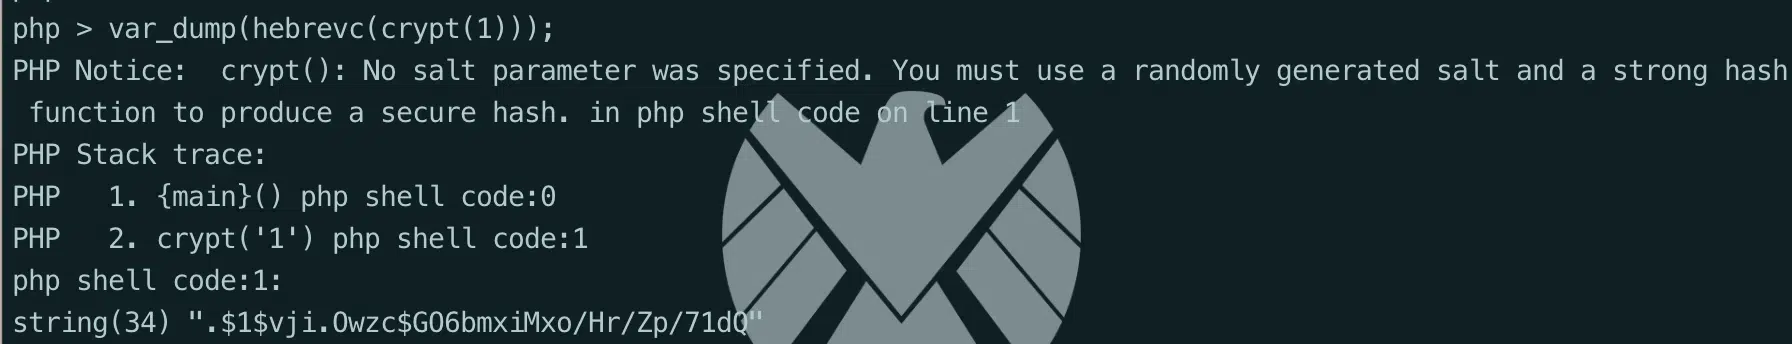 php > var_dump(hebrevc(crypt(1)));
PHP Notice:  crypt(): No salt parameter was specified. You must use a randomly generated salt and a strong hash
 function to produce a secure hash. in php shell code on line 1
PHP Stack trace:
PHP   1. {main}() php shell code:0
PHP   2. crypt('1') php shell code:1
php shell code:1:
string(34) ".$1$vji.Owzc$GO6bmxiMxo/Hr/Zp/71dQ"